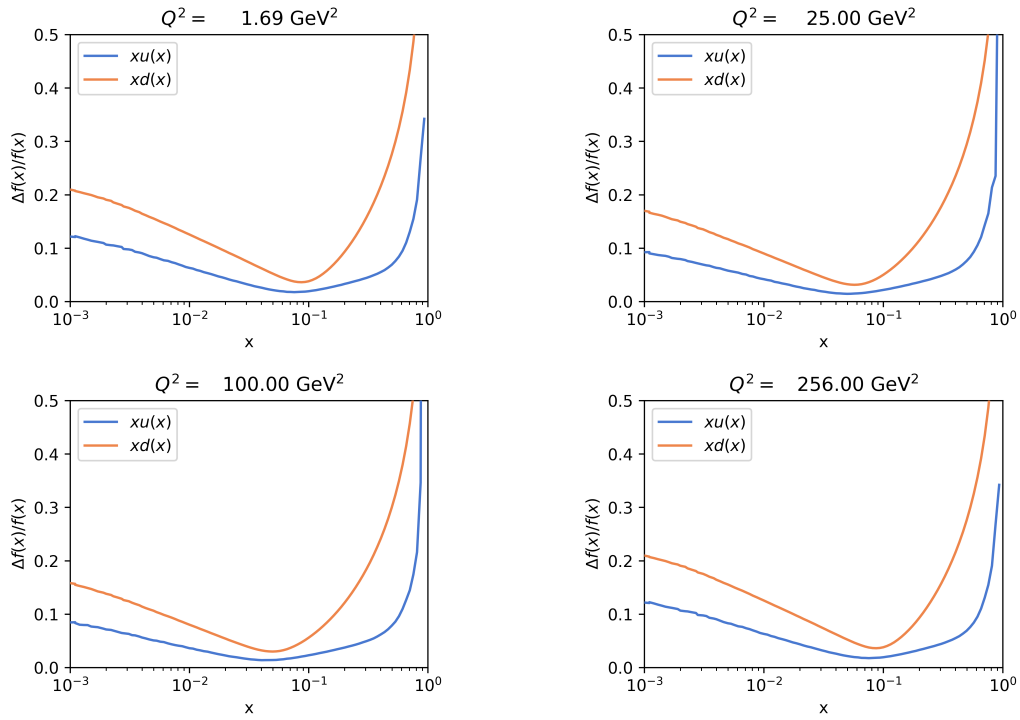 Q² = 1.69 GeV²
0.5
0.4
0.3
0.2
0.1
0.0
Δf(x)/f(x)
xu(x)
xd(x)
10⁻³ 10⁻² 10⁻¹ 10⁰
x
Q² = 25.00 GeV²
0.5
0.4
0.3
0.2
0.1
0.0
Δf(x)/f(x)
xu(x)
xd(x)
10⁻³ 10⁻² 10⁻¹ 10⁰
x
Q² = 100.00 GeV²
0.5
0.4
0.3
0.2
0.1
0.0
Δf(x)/f(x)
xu(x)
xd(x)
10⁻³ 10⁻² 10⁻¹ 10⁰
x
Q² = 256.00 GeV²
0.5
0.4
0.3
0.2
0.1
0.0
Δf(x)/f(x)
xu(x)
xd(x)
10⁻³ 10⁻² 10⁻¹ 10⁰
x